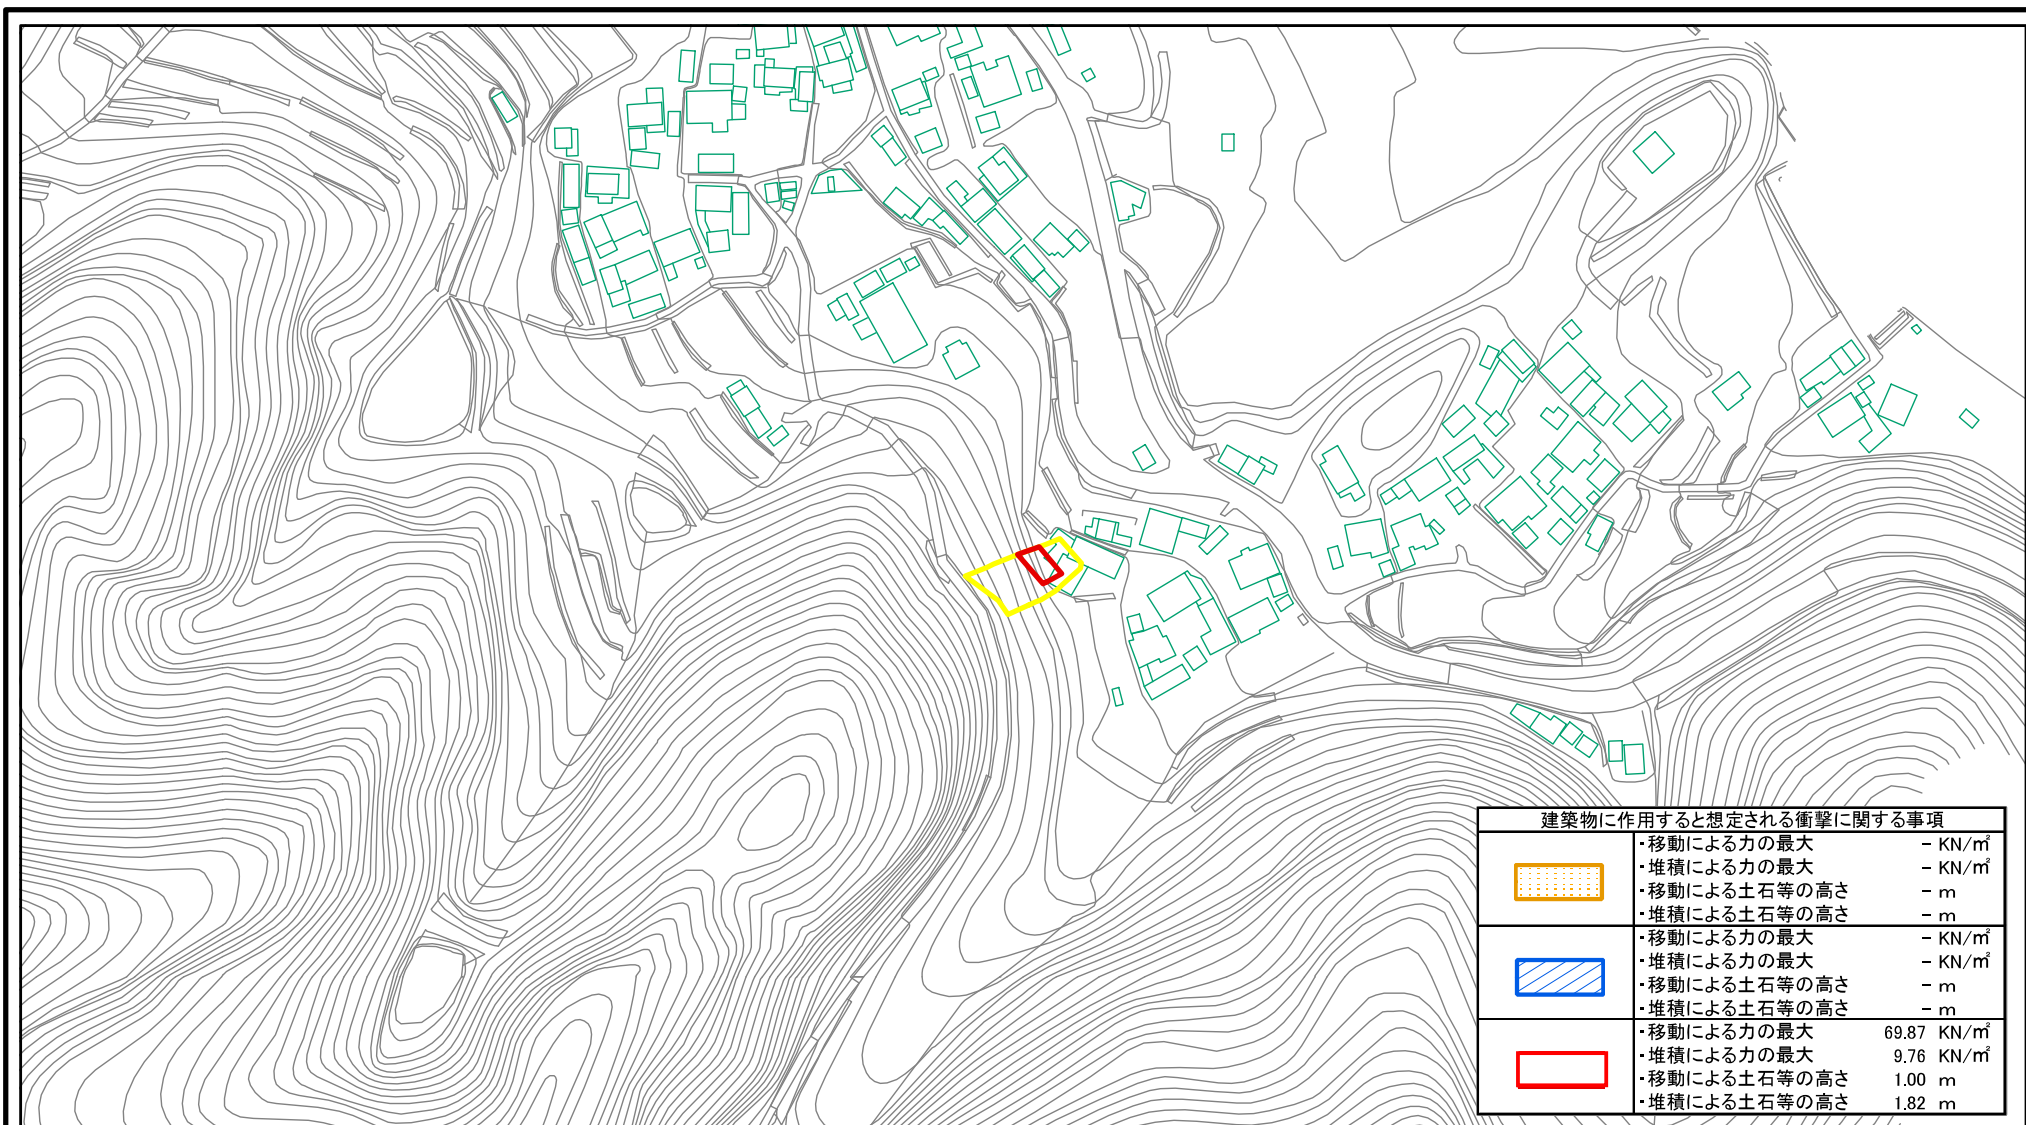 建築物に作用すると想定される衝撃に関する事項
・移動による力の最大 － KN/㎡
・堆積による力の最大 － KN/㎡
・移動による土石等の高さ － m
・堆積による土石等の高さ － m
・移動による力の最大 － KN/㎡
・堆積による力の最大 － KN/㎡
・移動による土石等の高さ － m
・堆積による土石等の高さ － m
・移動による力の最大 69.87 KN/㎡
・堆積による力の最大 9.76 KN/㎡
・移動による土石等の高さ 1.00 m
・堆積による土石等の高さ 1.82 m